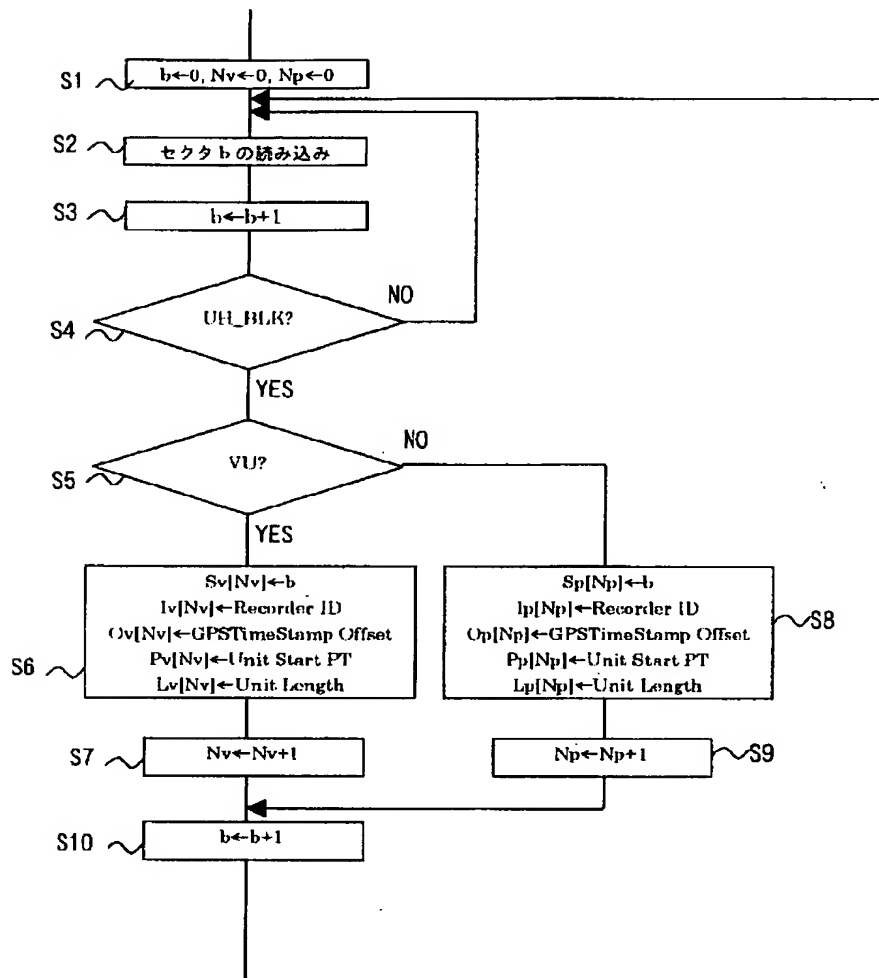 S1
b←0, Nv←0, Np←0
S2
セクタ b の読み込み
S3
b←b+1
S4
UH_BLK?
NO
YES
S5
VU?
NO
YES
S6
Sv[Nv]←b
Iv[Nv]←Recorder ID
Ov[Nv]←GPSTimeStamp Offset
Pv[Nv]←Unit Start PT
Lv[Nv]←Unit Length
S8
Sp[Np]←b
Ip[Np]←Recorder ID
Op[Np]←GPSTimeStamp Offset
Pp[Np]←Unit Start PT
Lp[Np]←Unit Length
S7
Nv←Nv+1
S9
Np←Np+1
S10
b←b+1